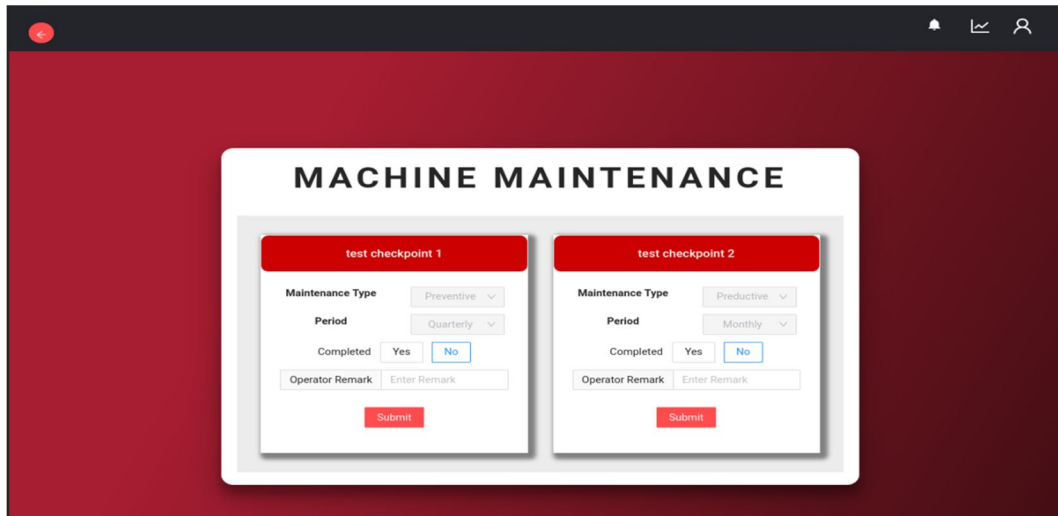 MACHINE MAINTENANCE
test checkpoint 1
Maintenance Type Preventive
Period Quarterly
Completed Yes No
Operator Remark Enter Remark
Submit
test checkpoint 2
Maintenance Type Preductive
Period Monthly
Completed Yes No
Operator Remark Enter Remark
Submit